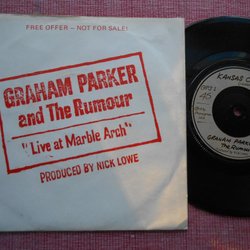 FREE OFFER – NOT FOR SALE!
GRAHAM PARKER
and The Rumour
"Live at Marble Arch"
PRODUCED BY NICK LOWE
KANSAS C
45
GRAHAM PARKER
The Rumour